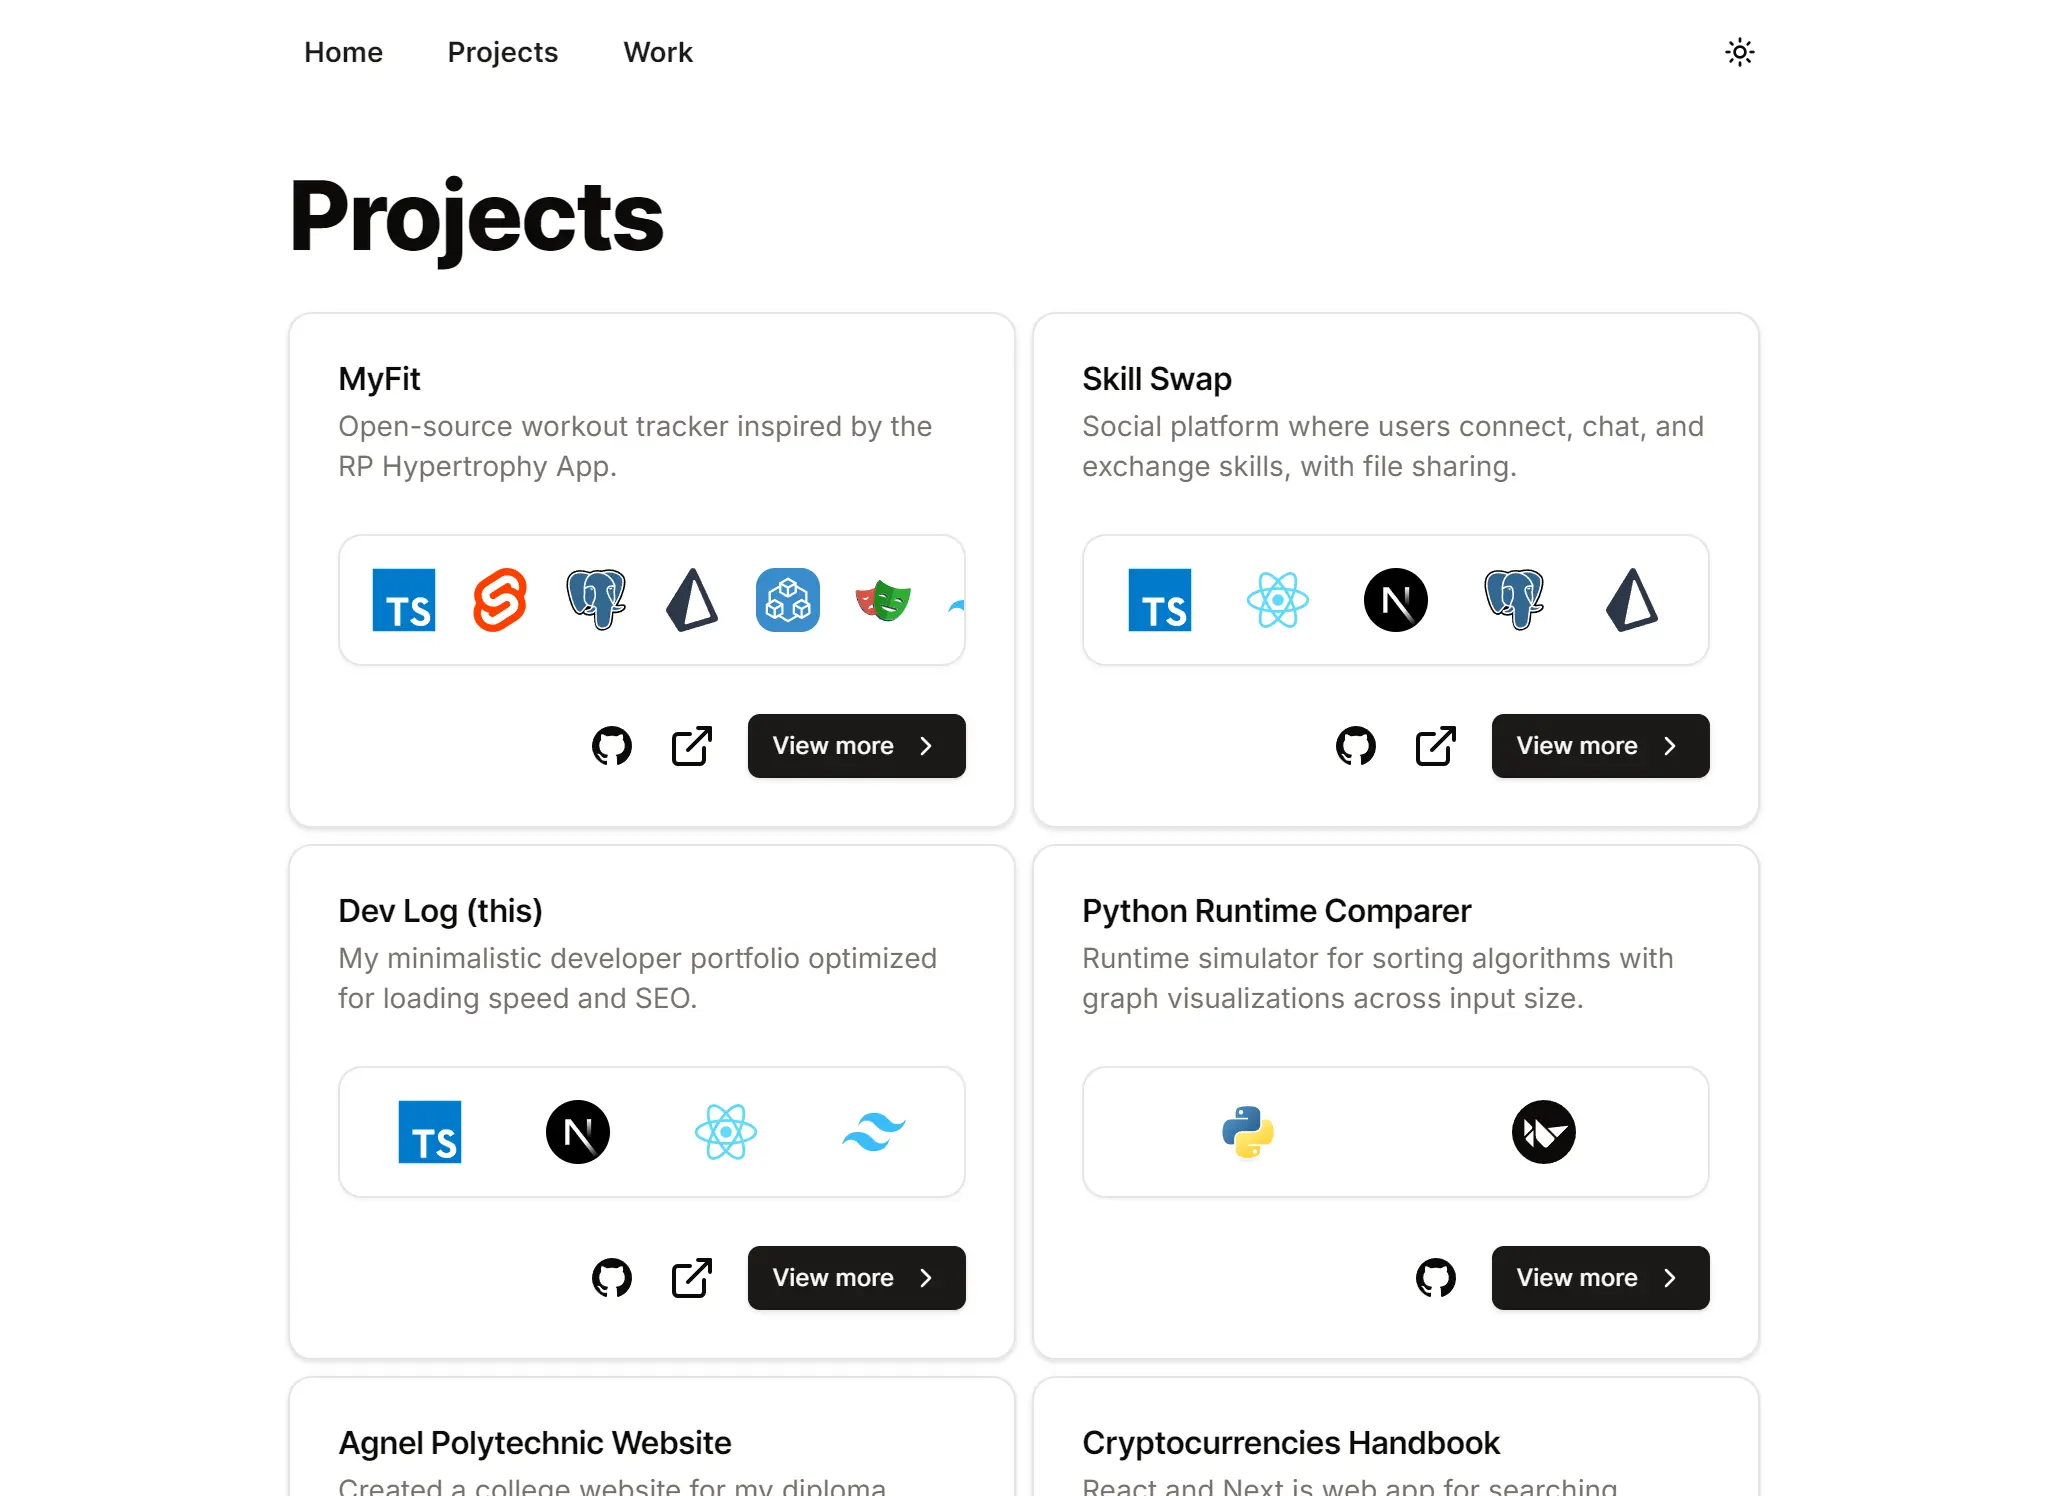 Home Projects Work
Projects
MyFit
Open-source workout tracker inspired by the
RP Hypertrophy App.
TS
View more
Skill Swap
Social platform where users connect, chat, and
exchange skills, with file sharing.
TS N
View more
Dev Log (this)
My minimalistic developer portfolio optimized
for loading speed and SEO.
TS N
View more
Python Runtime Comparer
Runtime simulator for sorting algorithms with
graph visualizations across input size.
View more
Agnel Polytechnic Website
Created a college website for my diploma
Cryptocurrencies Handbook
React and Next js web app for searching